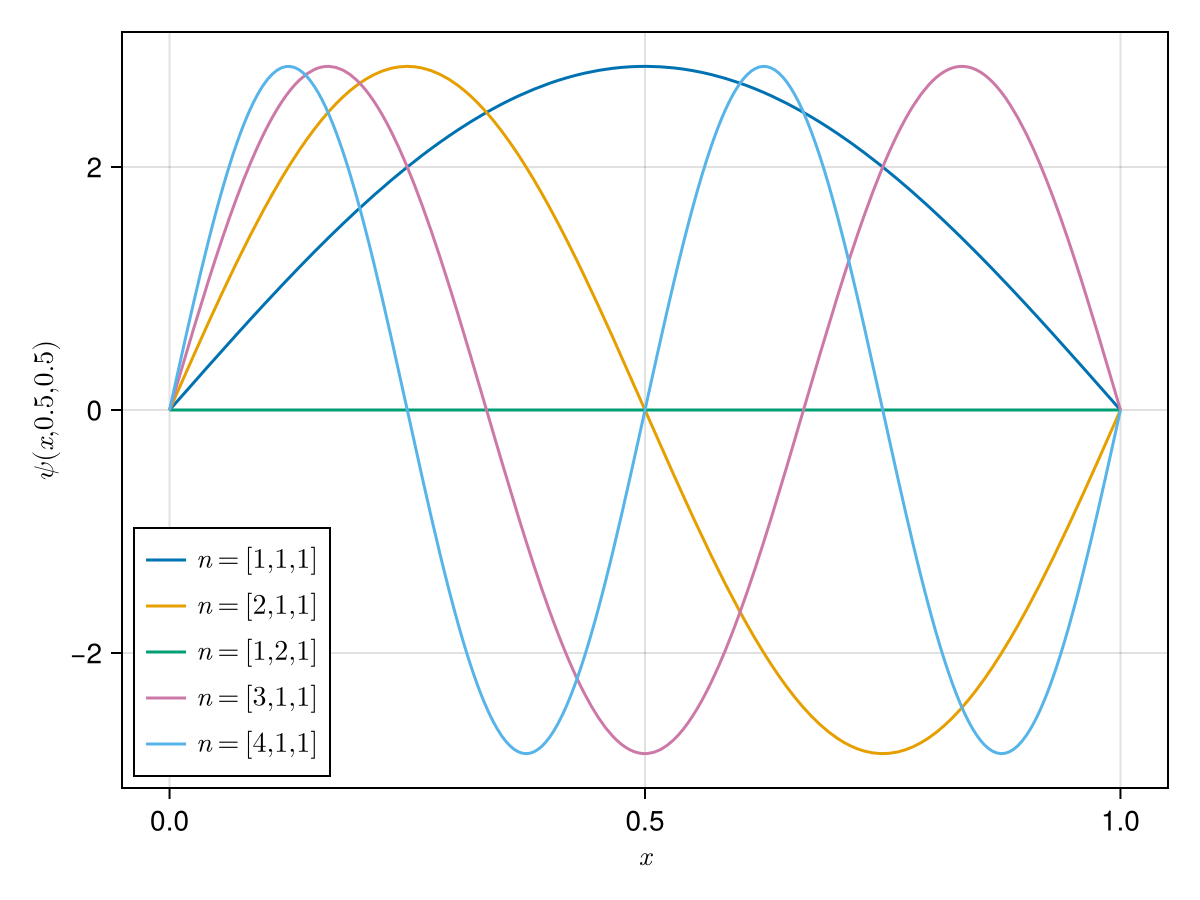 ψ(x,0.5,0.5)
2
0
−2
n = [1,1,1]
n = [2,1,1]
n = [1,2,1]
n = [3,1,1]
n = [4,1,1]
0.0 0.5 1.0
x